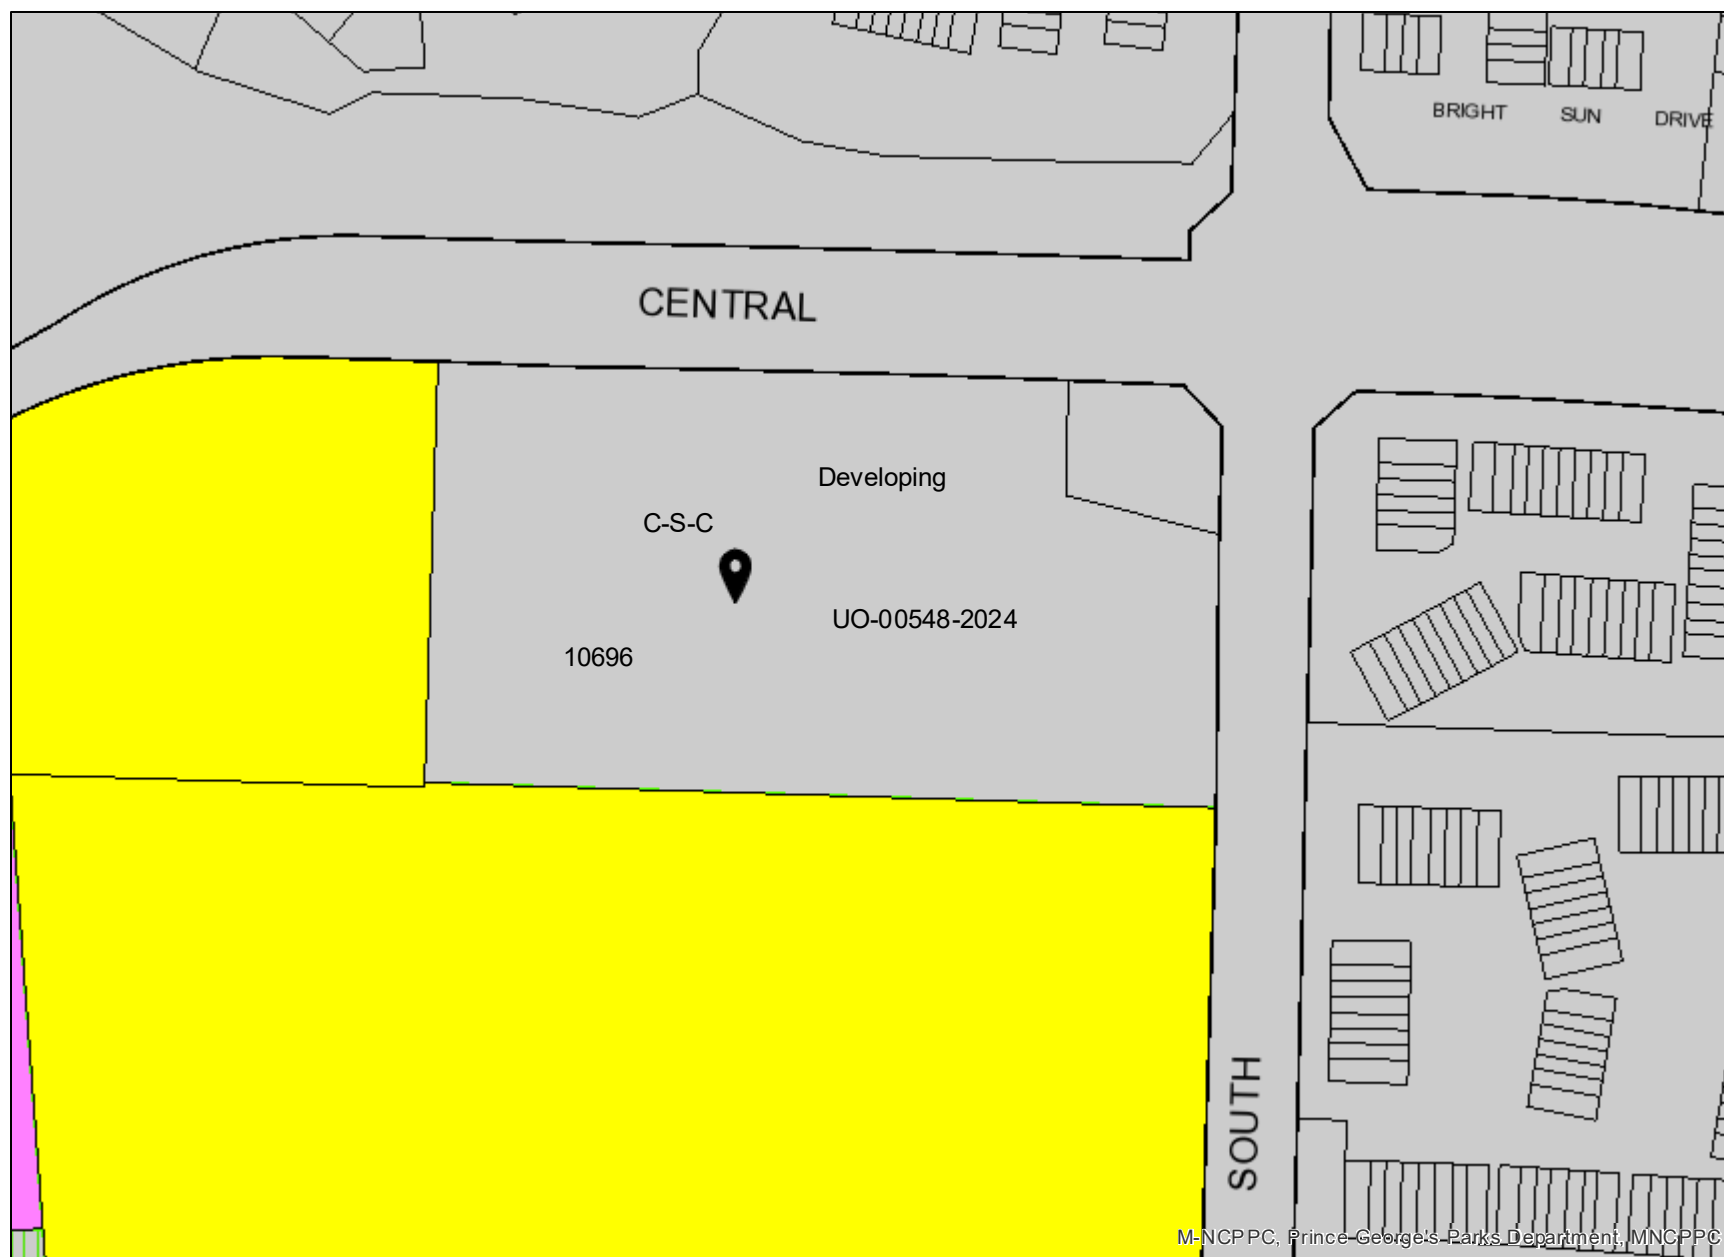 BRIGHT SUN DRIVE
CENTRAL
Developing
C-S-C
UO-00548-2024
10696
SOUTH
M-NCPPC, Prince George's Parks Department, MNCPPC